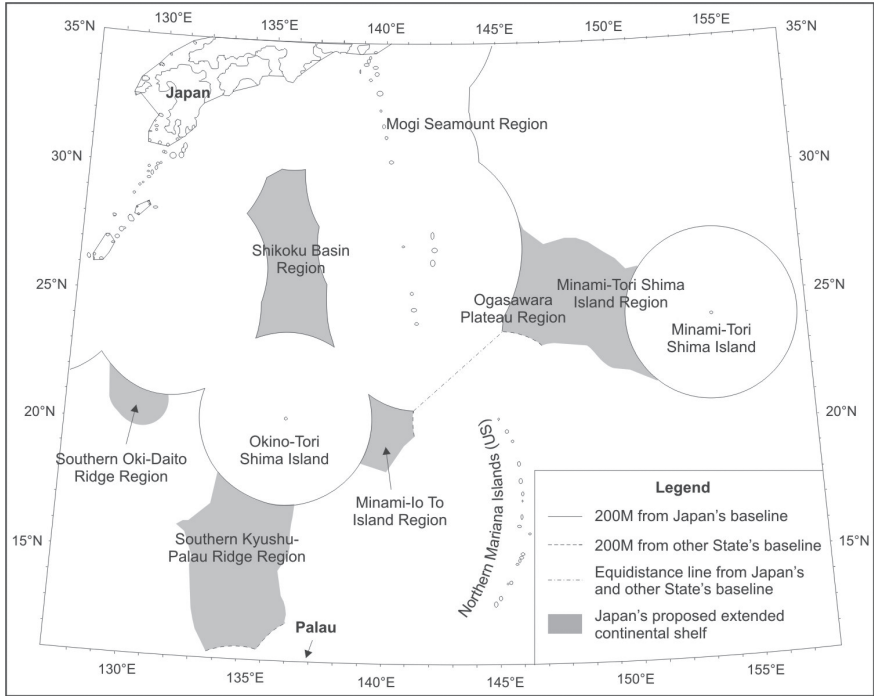 130°E
135°E
140°E
145°E
150°E
155°E
35°N
35°N
Japan
Mogi Seamount Region
30°N
30°N
Shikoku Basin
Region
25°N
25°N
Ogasawara
Plateau Region
Minami-Tori Shima
Island Region
Minami-Tori
Shima Island
20°N
20°N
Okino-Tori
Shima Island
Southern Oki-Daito
Ridge Region
Minami-Io To
Island Region
Northern Mariana Islands (US)
15°N
15°N
Southern Kyushu-
Palau Ridge Region
Palau
Legend
200M from Japan's baseline
200M from other State's baseline
Equidistance line from Japan's
and other State's baseline
Japan's proposed extended
continental shelf
130°E
135°E
140°E
145°E
150°E
155°E